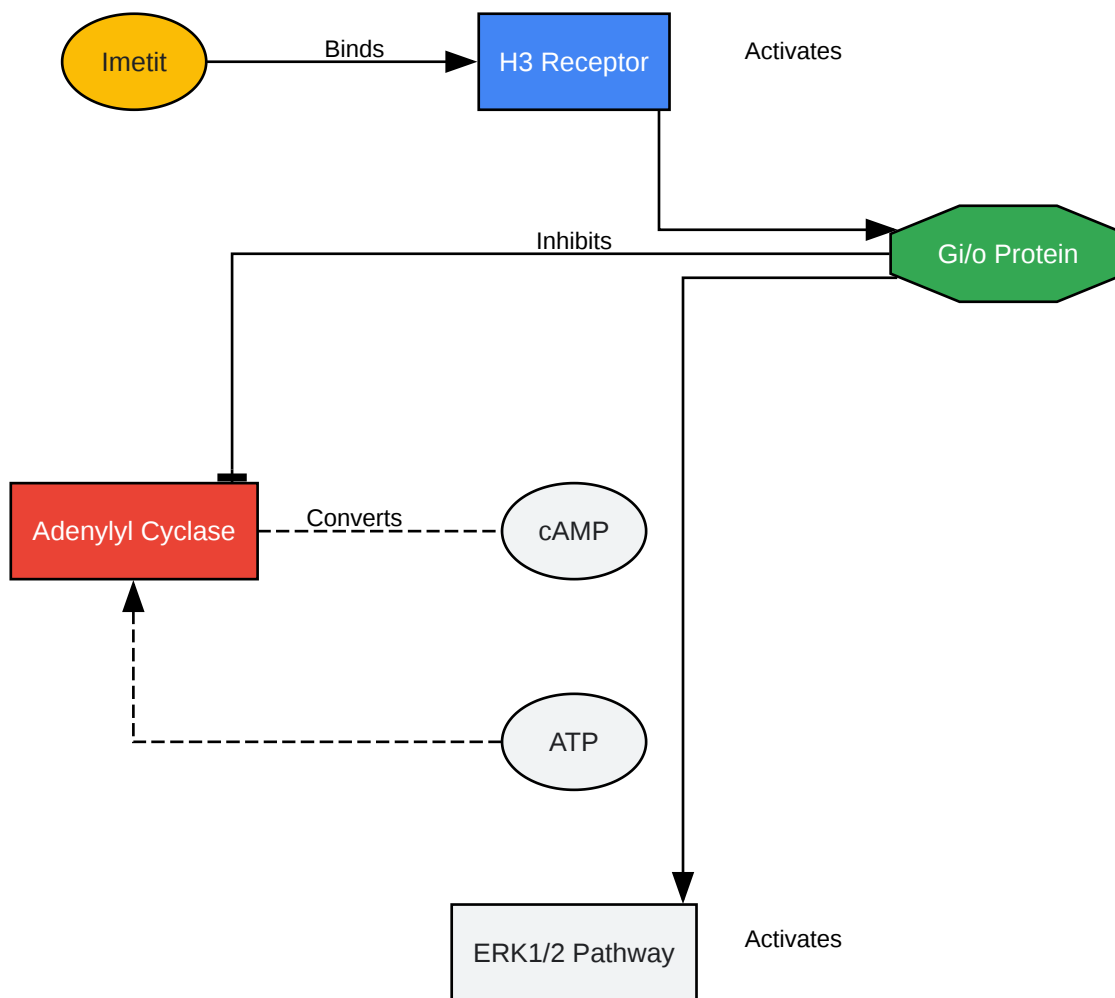 Imetit
Binds
H3 Receptor
Activates
Inhibits
Gi/o Protein
Adenylyl Cyclase
Converts
cAMP
ATP
ERK1/2 Pathway
Activates